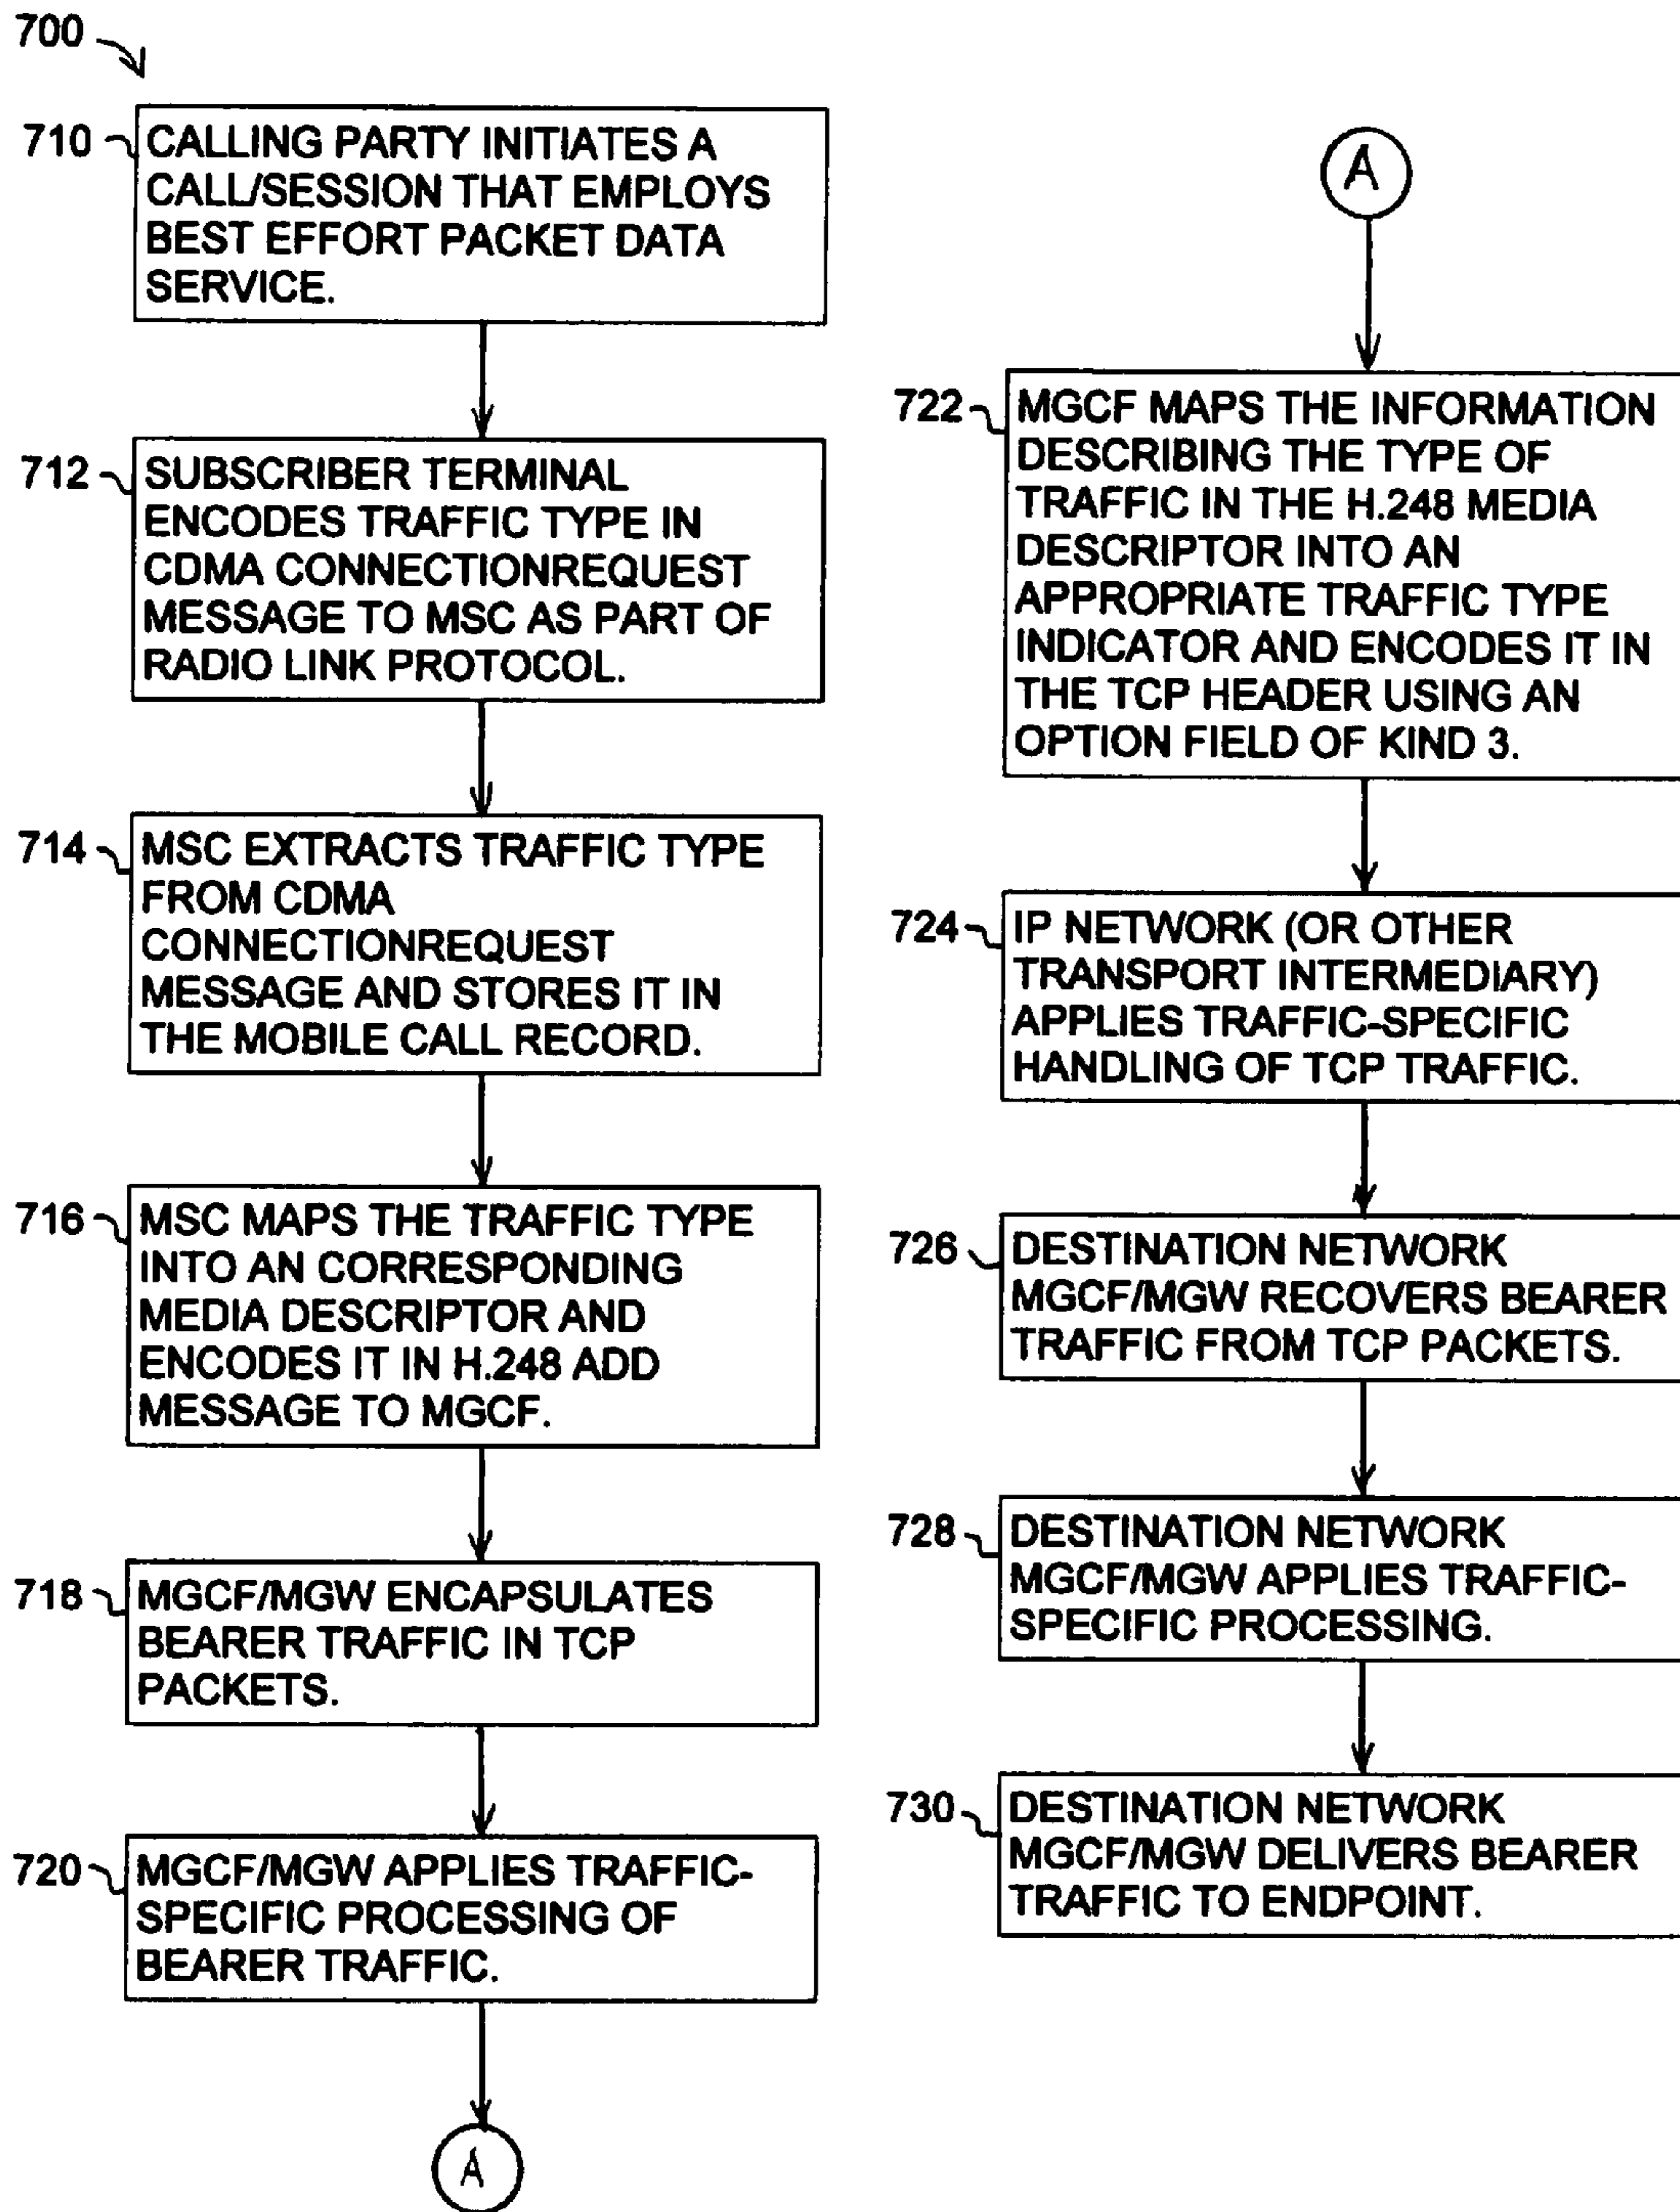 700
710
CALLING PARTY INITIATES A
CALL/SESSION THAT EMPLOYS
BEST EFFORT PACKET DATA
SERVICE.
712
SUBSCRIBER TERMINAL
ENCODES TRAFFIC TYPE IN
CDMA CONNECTIONREQUEST
MESSAGE TO MSC AS PART OF
RADIO LINK PROTOCOL.
714
MSC EXTRACTS TRAFFIC TYPE
FROM CDMA
CONNECTIONREQUEST
MESSAGE AND STORES IT IN
THE MOBILE CALL RECORD.
716
MSC MAPS THE TRAFFIC TYPE
INTO AN CORRESPONDING
MEDIA DESCRIPTOR AND
ENCODES IT IN H.248 ADD
MESSAGE TO MGCF.
718
MGCF/MGW ENCAPSULATES
BEARER TRAFFIC IN TCP
PACKETS.
720
MGCF/MGW APPLIES TRAFFIC-
SPECIFIC PROCESSING OF
BEARER TRAFFIC.
A
A
722
MGCF MAPS THE INFORMATION
DESCRIBING THE TYPE OF
TRAFFIC IN THE H.248 MEDIA
DESCRIPTOR INTO AN
APPROPRIATE TRAFFIC TYPE
INDICATOR AND ENCODES IT IN
THE TCP HEADER USING AN
OPTION FIELD OF KIND 3.
724
IP NETWORK (OR OTHER
TRANSPORT INTERMEDIARY)
APPLIES TRAFFIC-SPECIFIC
HANDLING OF TCP TRAFFIC.
726
DESTINATION NETWORK
MGCF/MGW RECOVERS BEARER
TRAFFIC FROM TCP PACKETS.
728
DESTINATION NETWORK
MGCF/MGW APPLIES TRAFFIC-
SPECIFIC PROCESSING.
730
DESTINATION NETWORK
MGCF/MGW DELIVERS BEARER
TRAFFIC TO ENDPOINT.